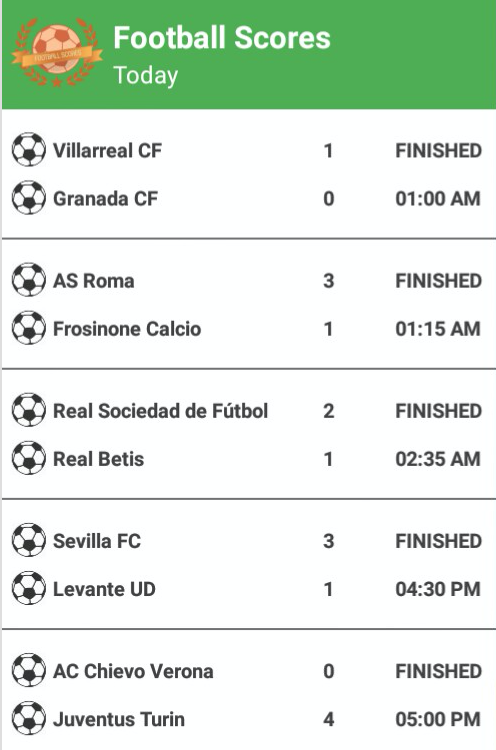 FOOTBALL SCORES
Football Scores
Today
Villarreal CF 1 FINISHED
Granada CF 0 01:00 AM
AS Roma 3 FINISHED
Frosinone Calcio 1 01:15 AM
Real Sociedad de Fútbol 2 FINISHED
Real Betis 1 02:35 AM
Sevilla FC 3 FINISHED
Levante UD 1 04:30 PM
AC Chievo Verona 0 FINISHED
Juventus Turin 4 05:00 PM